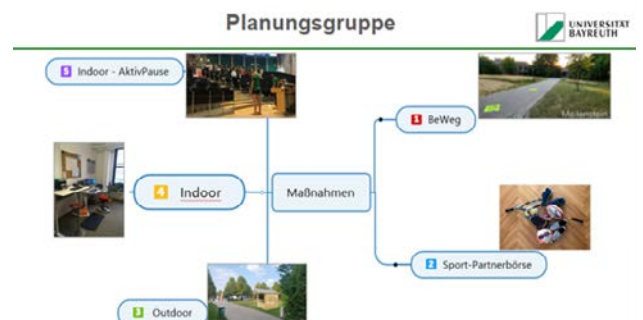 Planungsgruppe
UNIVERSITÄT
BAYREUTH
5 Indoor - AktivPause
1 BeWeg
4 Indoor
Maßnahmen
2 Sport-Partnerbörse
3 Outdoor